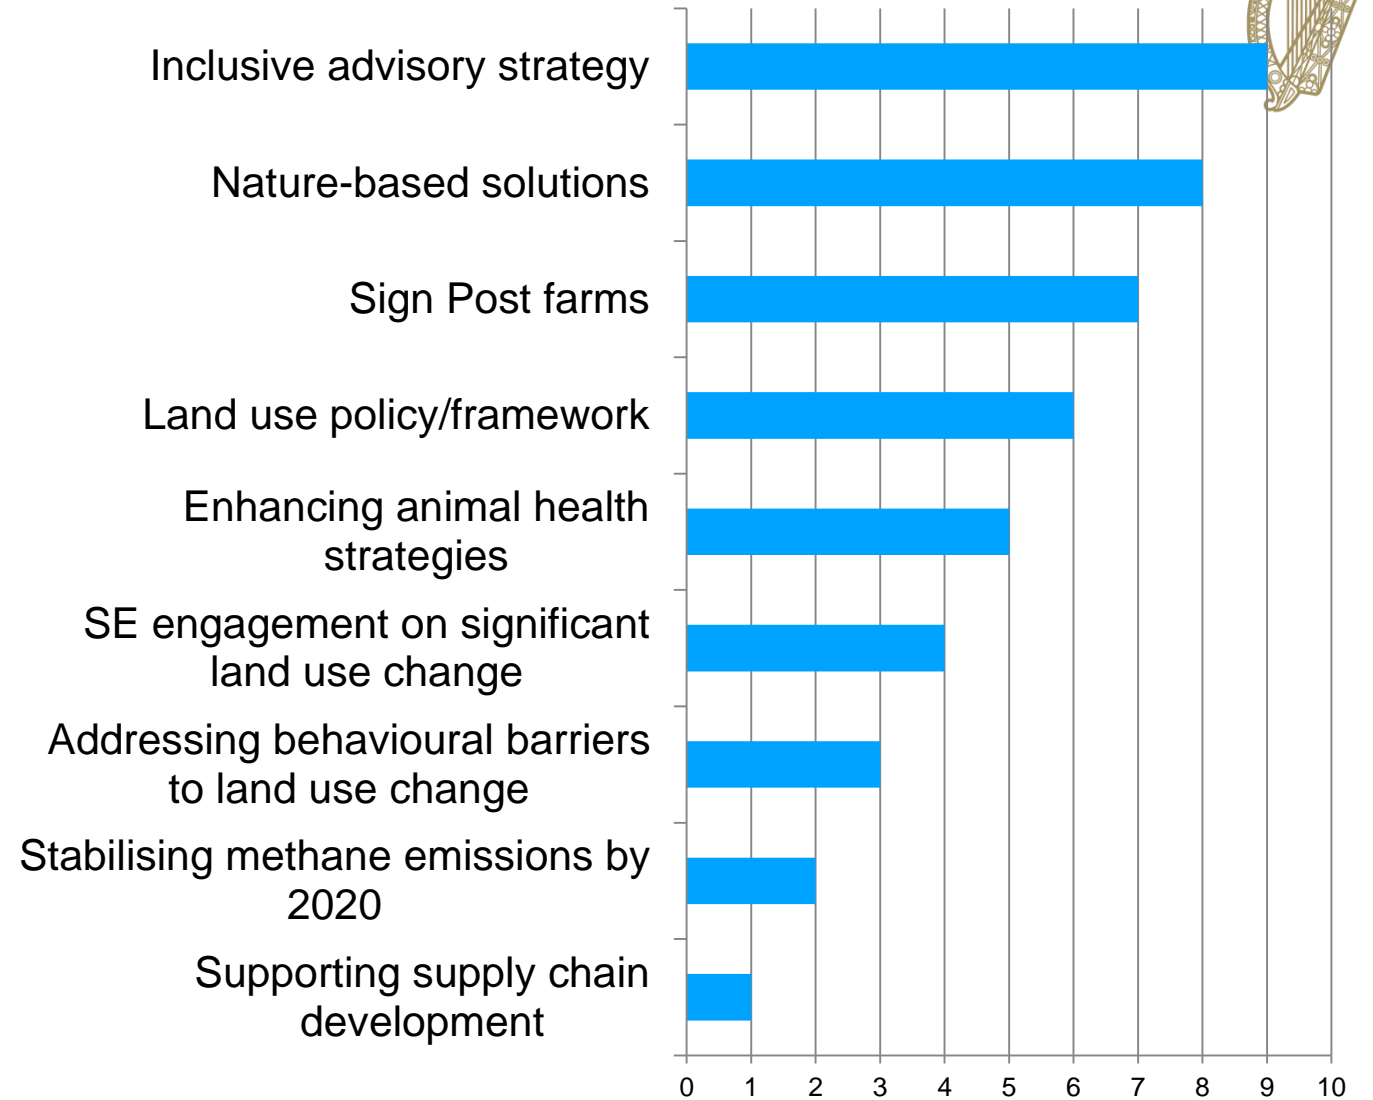 Inclusive advisory strategy
Nature-based solutions
Sign Post farms
Land use policy/framework
Enhancing animal health
strategies
SE engagement on significant
land use change
Addressing behavioural barriers
to land use change
Stabilising methane emissions by
2020
Supporting supply chain
development
0 1 2 3 4 5 6 7 8 9 10